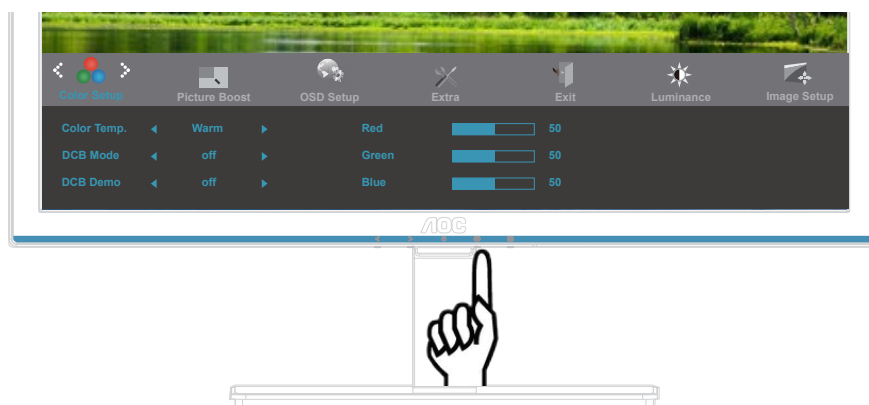 Color Setup Picture Boost OSD Setup Extra Exit Luminance Image Setup
Color Temp. Warm Red 50
DCB Mode off Green 50
DCB Demo off Blue 50
AOC